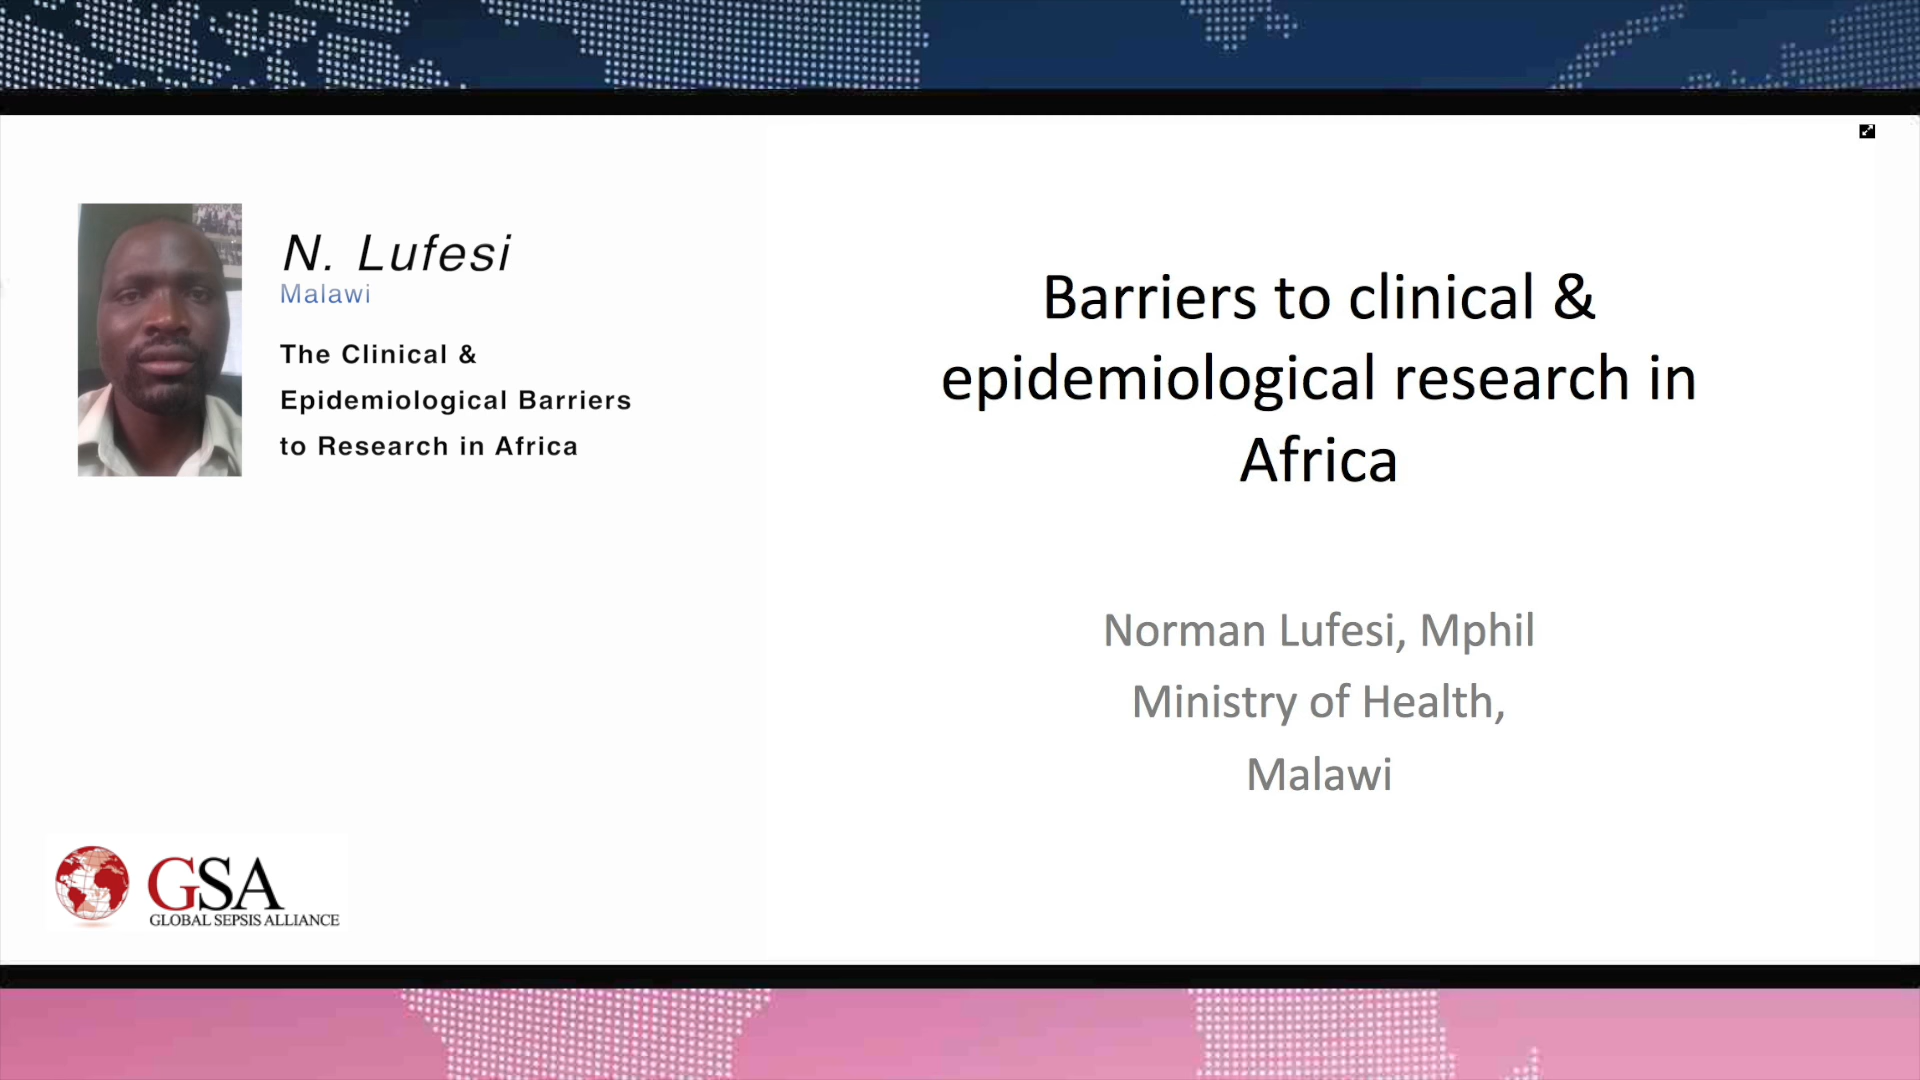 N. Lufesi
Malawi
The Clinical &
Epidemiological Barriers
to Research in Africa
Barriers to clinical &
epidemiological research in
Africa
Norman Lufesi, Mphil
Ministry of Health,
Malawi
GSA
GLOBAL SEPSIS ALLIANCE